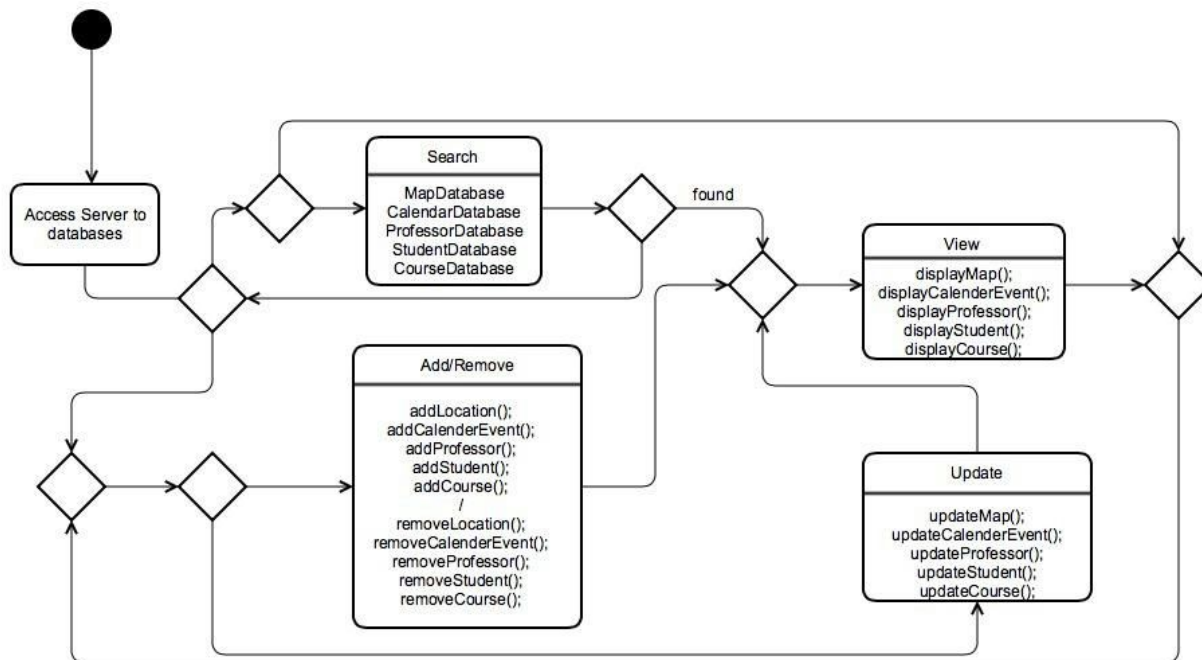 Access Server to
databases
Search
MapDatabase
CalendarDatabase
ProfessorDatabase
StudentDatabase
CourseDatabase
found
View
displayMap();
displayCalenderEvent();
displayProfessor();
displayStudent();
displayCourse();
Add/Remove
addLocation();
addCalenderEvent();
addProfessor();
addStudent();
addCourse();
/
removeLocation();
removeCalenderEvent();
removeProfessor();
removeStudent();
removeCourse();
Update
updateMap();
updateCalenderEvent();
updateProfessor();
updateStudent();
updateCourse();